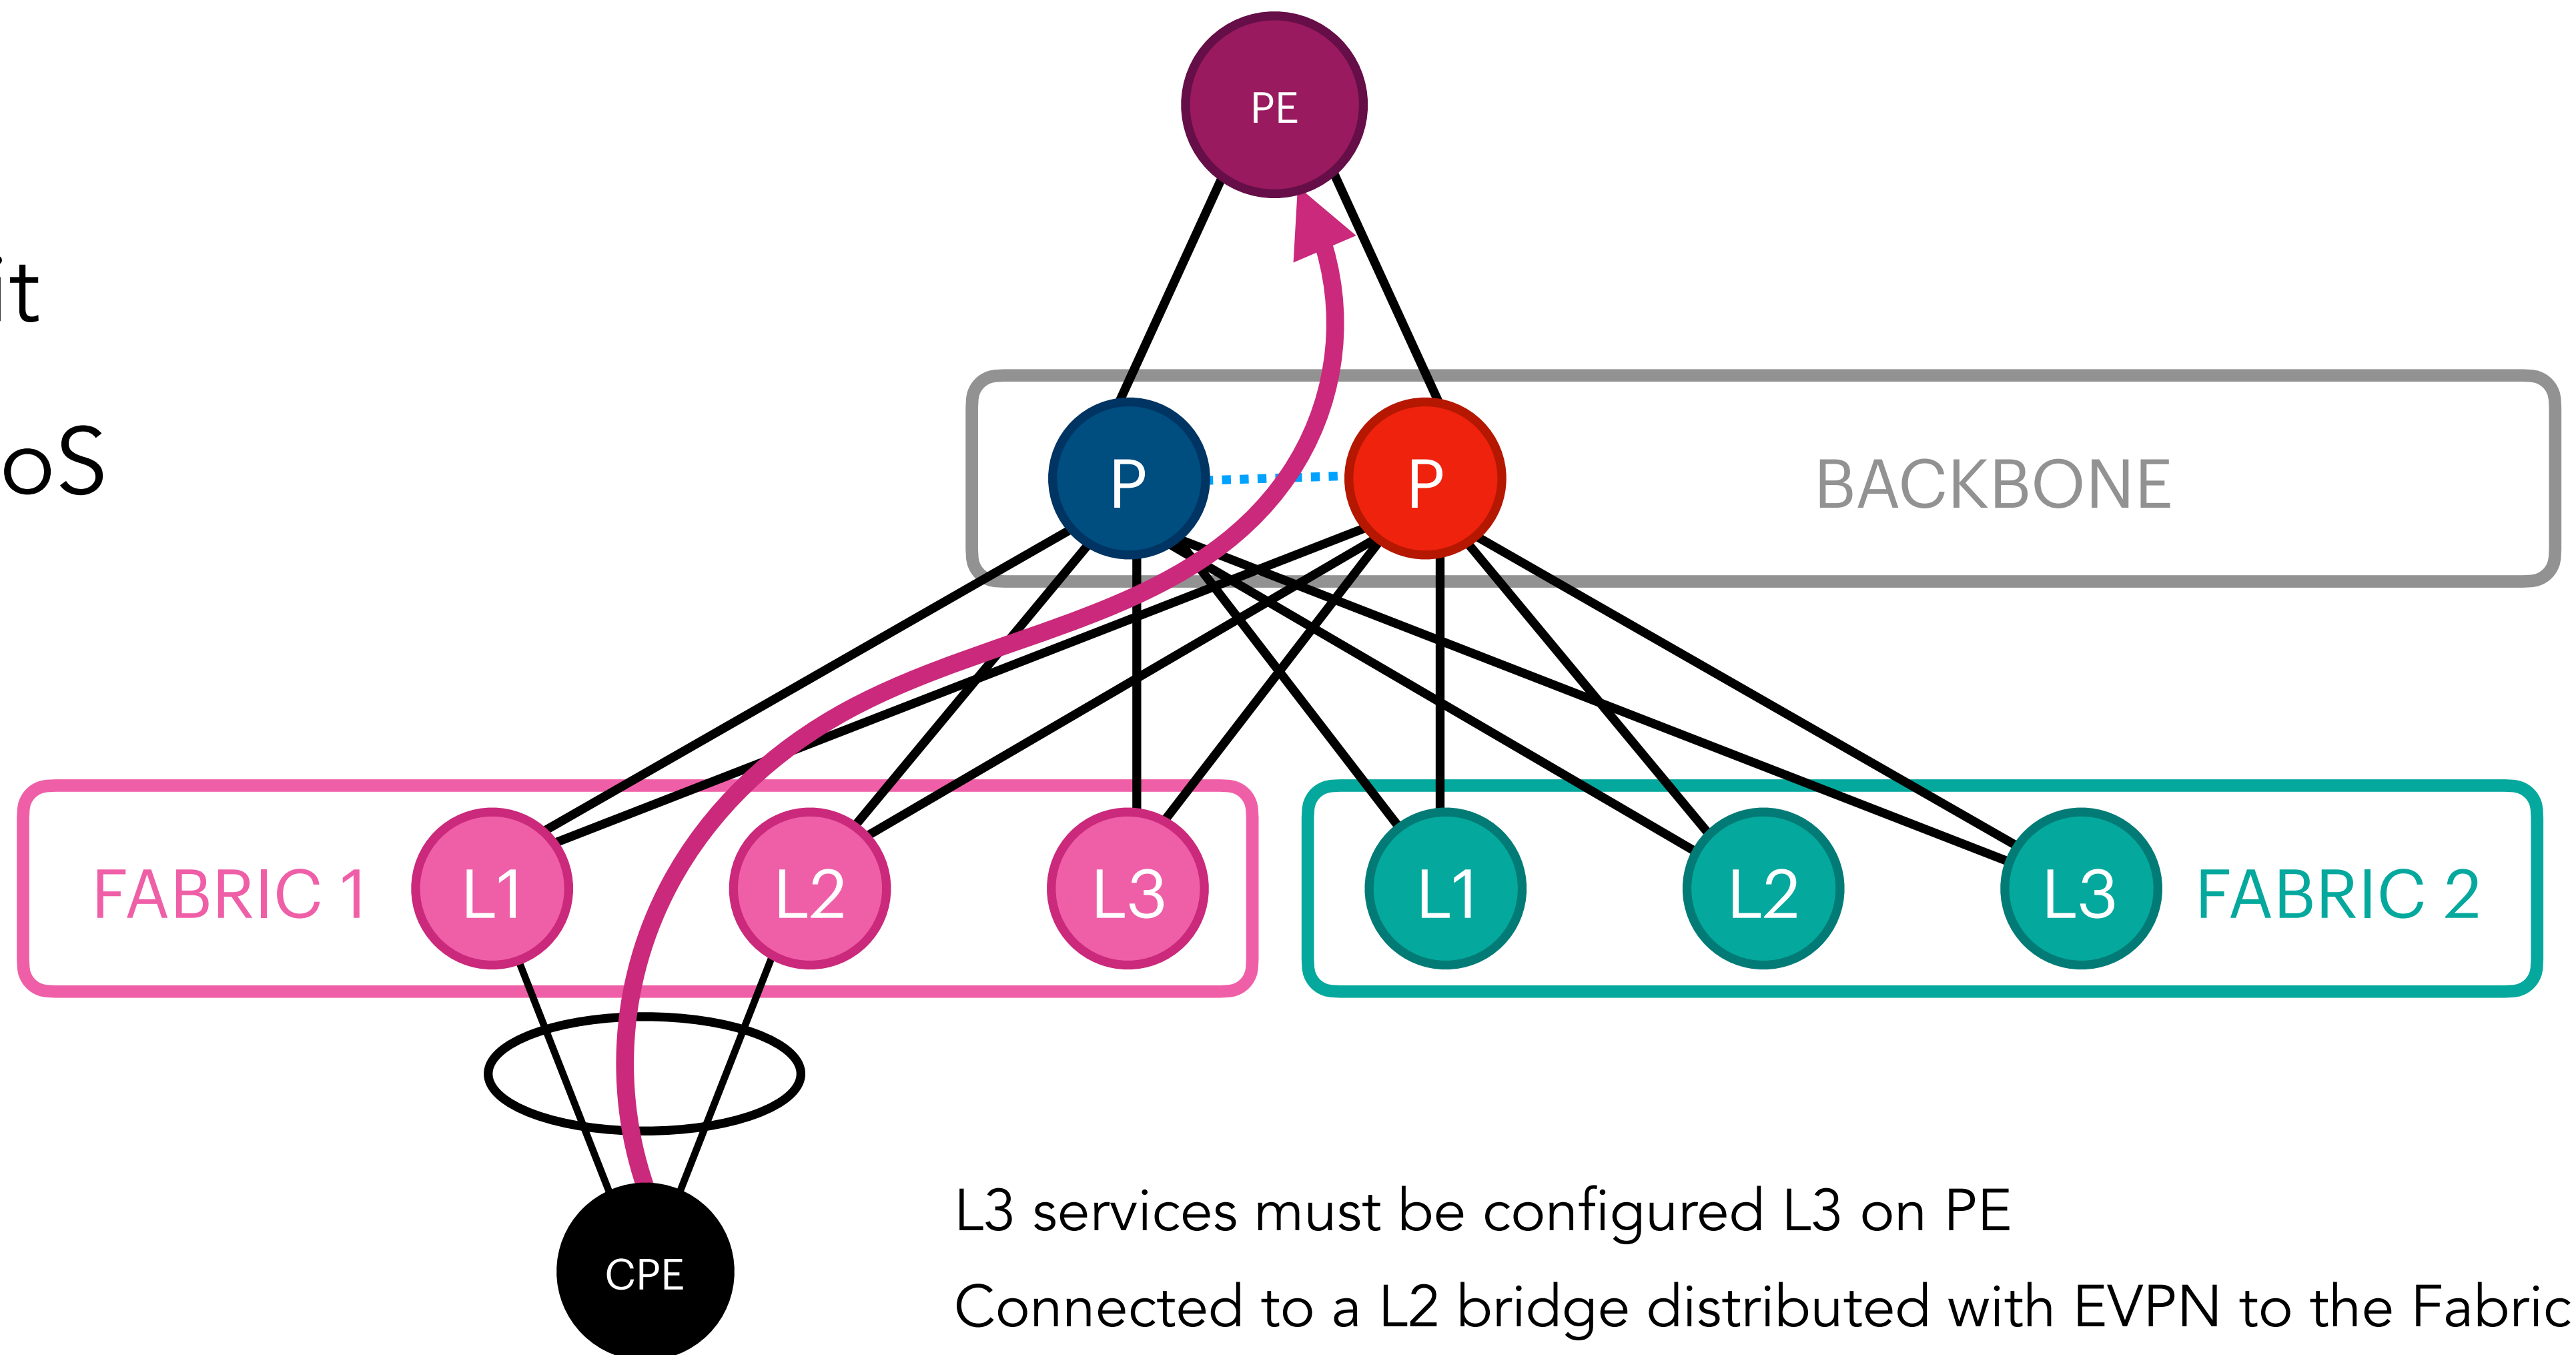 PE
it
oS
P
P
BACKBONE
FABRIC 1
L1
L2
L3
L1
L2
L3
FABRIC 2
CPE
L3 services must be configured L3 on PE
Connected to a L2 bridge distributed with EVPN to the Fabric